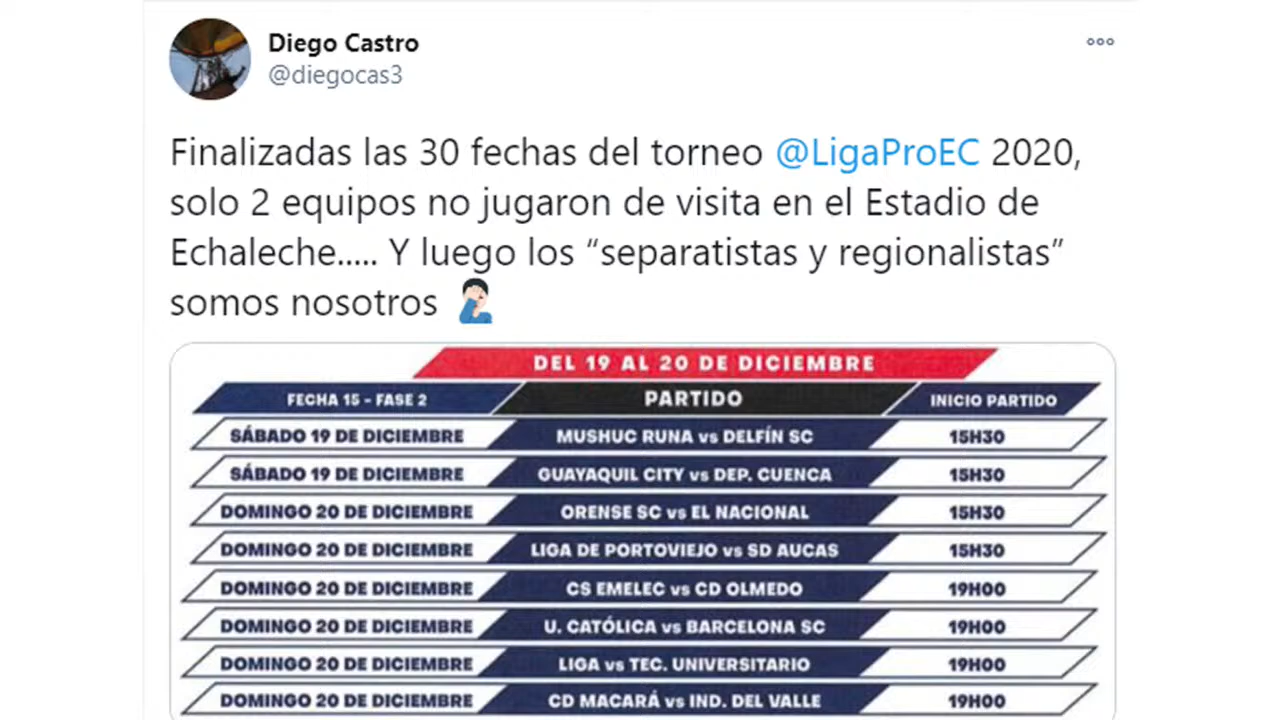 Diego Castro
@diegocas3
Finalizadas las 30 fechas del torneo @LigaProEC 2020,
solo 2 equipos no jugaron de visita en el Estadio de
Echaleche..... Y luego los “separatistas y regionalistas”
somos nosotros 🤦🏻‍♂️
DEL 19 AL 20 DE DICIEMBRE
FECHA 15 - FASE 2 PARTIDO INICIO PARTIDO
SÁBADO 19 DE DICIEMBRE MUSHUC RUNA vs DELFÍN SC 15H30
SÁBADO 19 DE DICIEMBRE GUAYAQUIL CITY vs DEP. CUENCA 15H30
DOMINGO 20 DE DICIEMBRE ORENSE SC vs EL NACIONAL 15H30
DOMINGO 20 DE DICIEMBRE LIGA DE PORTOVIEJO vs SD AUCAS 15H30
DOMINGO 20 DE DICIEMBRE CS EMELEC vs CD OLMEDO 19H00
DOMINGO 20 DE DICIEMBRE U. CATÓLICA vs BARCELONA SC 19H00
DOMINGO 20 DE DICIEMBRE LIGA vs TEC. UNIVERSITARIO 19H00
DOMINGO 20 DE DICIEMBRE CD MACARÁ vs IND. DEL VALLE 19H00